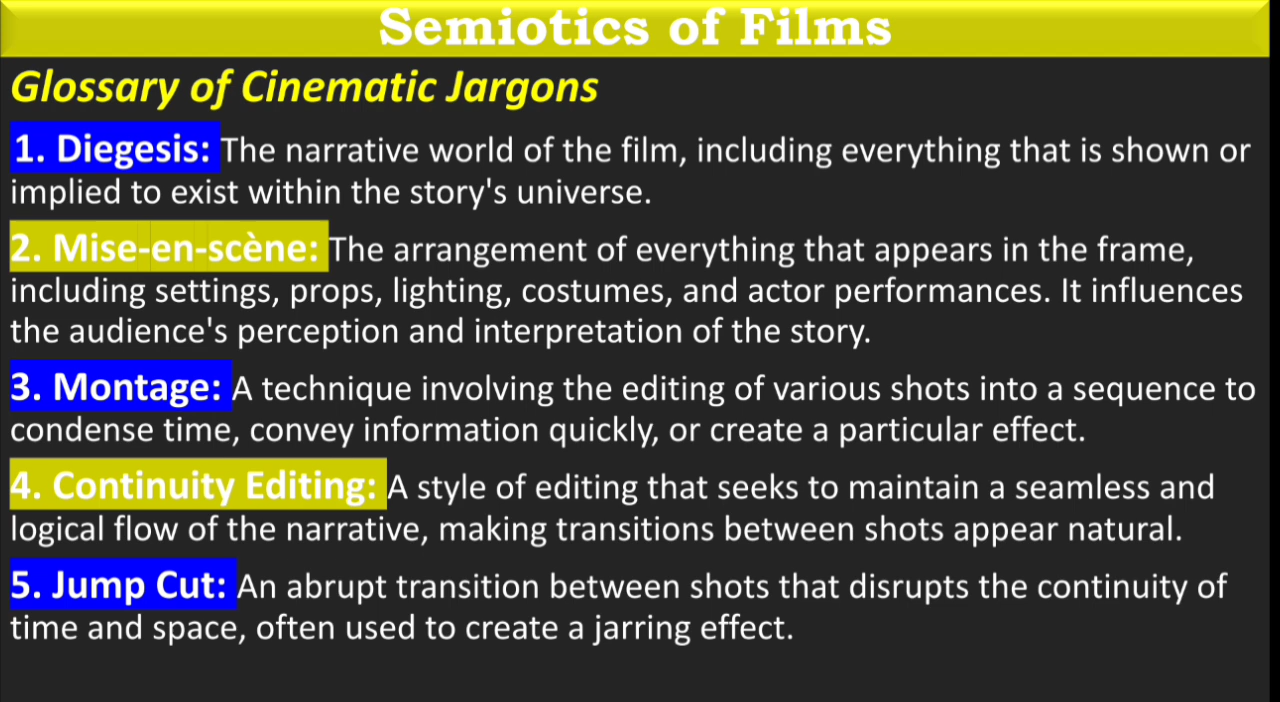 Semiotics of Films
Glossary of Cinematic Jargons
1. Diegesis: The narrative world of the film, including everything that is shown or
implied to exist within the story's universe.
2. Mise-en-scène: The arrangement of everything that appears in the frame,
including settings, props, lighting, costumes, and actor performances. It influences
the audience's perception and interpretation of the story.
3. Montage: A technique involving the editing of various shots into a sequence to
condense time, convey information quickly, or create a particular effect.
4. Continuity Editing: A style of editing that seeks to maintain a seamless and
logical flow of the narrative, making transitions between shots appear natural.
5. Jump Cut: An abrupt transition between shots that disrupts the continuity of
time and space, often used to create a jarring effect.